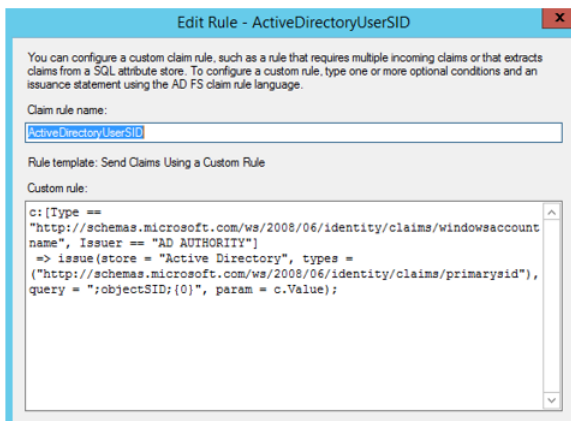 Edit Rule - ActiveDirectoryUserSID
x
You can configure a custom claim rule, such as a rule that requires multiple incoming claims or that extracts
claims from a SQL attribute store. To configure a custom rule, type one or more optional conditions and an
issuance statement using the AD FS claim rule language.
Claim rule name:
ActiveDirectoryUserSID
Rule template: Send Claims Using a Custom Rule
Custom rule:
c:[Type ==
"http://schemas.microsoft.com/ws/2008/06/identity/claims/windowsaccount
name", Issuer == "AD AUTHORITY"]
=> issue(store = "Active Directory", types =
("http://schemas.microsoft.com/ws/2008/06/identity/claims/primarysid"),
query = ";objectSID;{0}", param = c.Value);